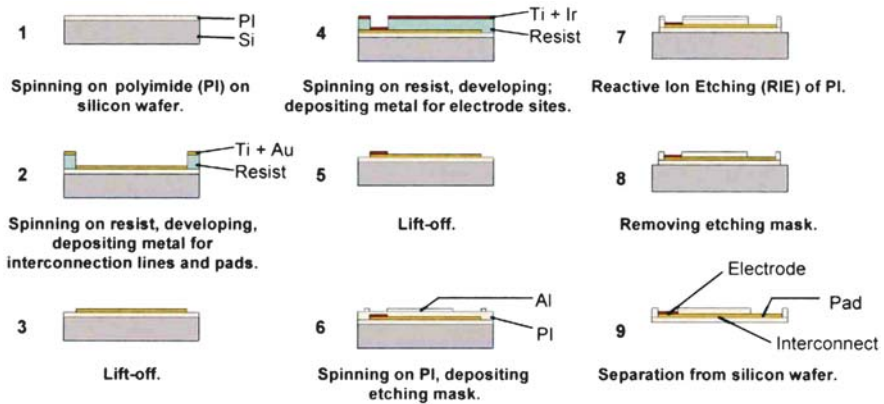 1
PI
Si
Spinning on polyimide (PI) on
silicon wafer.
2
Ti + Au
Resist
Spinning on resist, developing,
depositing metal for
interconnection lines and pads.
3
Lift-off.
4
Ti + Ir
Resist
Spinning on resist, developing;
depositing metal for electrode sites.
5
Lift-off.
6
Al
PI
Spinning on PI, depositing
etching mask.
7
Reactive Ion Etching (RIE) of PI.
8
Removing etching mask.
9
Electrode
Pad
Interconnect
Separation from silicon wafer.